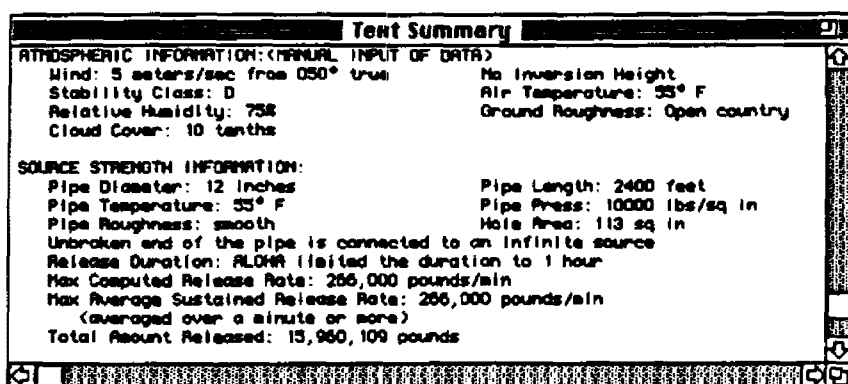 Text Summary
ATMOSPHERIC INFORMATION:(MANUAL INPUT OF DATA)
Wind: 5 meters/sec from 050° true No Inversion Height
Stability Class: D Air Temperature: 55° F
Relative Humidity: 75% Ground Roughness: Open country
Cloud Cover: 10 tenths
SOURCE STRENGTH INFORMATION:
Pipe Diameter: 12 inches Pipe Length: 2400 feet
Pipe Temperature: 55° F Pipe Press: 10000 lbs/sq in
Pipe Roughness: smooth Hole Area: 113 sq in
Unbroken end of the pipe is connected to an infinite source
Release Duration: ALOHA limited the duration to 1 hour
Max Computed Release Rate: 266,000 pounds/min
Max Average Sustained Release Rate: 266,000 pounds/min
(averaged over a minute or more)
Total Amount Released: 15,960,109 pounds